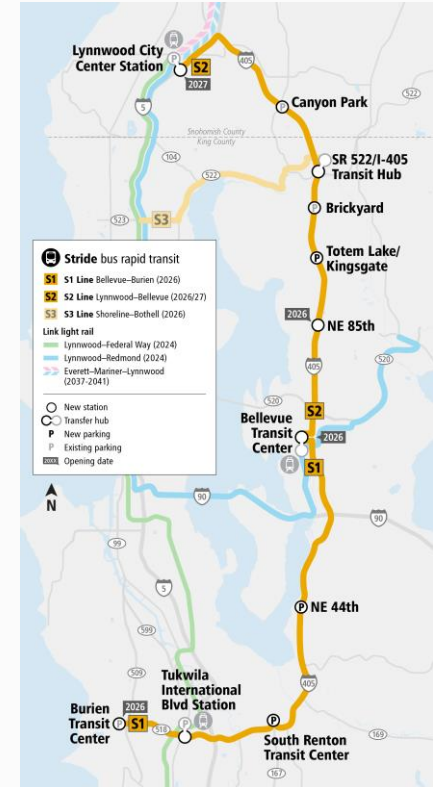 Lynnwood City
Center Station
P
S2
2027
405
5
P
Canyon Park
522
Snohomish County
King County
104
SR 522/I-405
Transit Hub
522
523
S3
P
Brickyard
P
Totem Lake/
Kingsgate
Stride bus rapid transit
S1 S1 Line Bellevue–Burien (2026)
S2 S2 Line Lynnwood–Bellevue (2026/27)
S3 S3 Line Shoreline–Bothell (2026)
Link light rail
Lynnwood–Federal Way (2024)
Lynnwood–Redmond (2024)
Everett–Mariner–Lynnwood
(2037-2041)
New station
Transfer hub
P New parking
P Existing parking
20XX Opening date
2026
NE 85th
405
520
520
S2
Bellevue
Transit
Center
2026
S1
N
90
90
99
5
P
NE 44th
599
509
405
Tukwila
International
Blvd Station
P
2026
Burien
Transit
Center
P
S1
518
P
South Renton
Transit Center
169
167